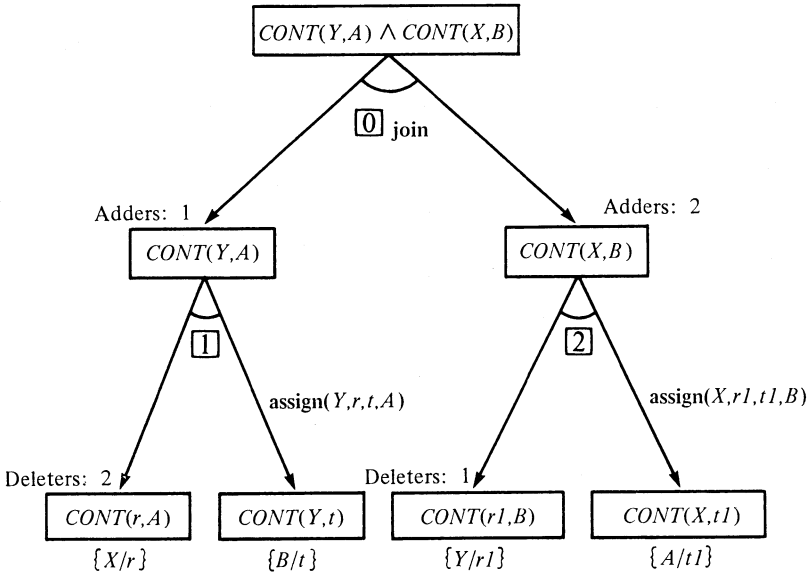 CONT(Y,A) ∧ CONT(X,B)
0 join
Adders: 1
Adders: 2
CONT(Y,A)
CONT(X,B)
1
2
assign(Y,r,t,A)
assign(X,r1,t1,B)
Deleters: 2
Deleters: 1
CONT(r,A)
CONT(Y,t)
CONT(r1,B)
CONT(X,t1)
{X/r}
{B/t}
{Y/r1}
{A/t1}